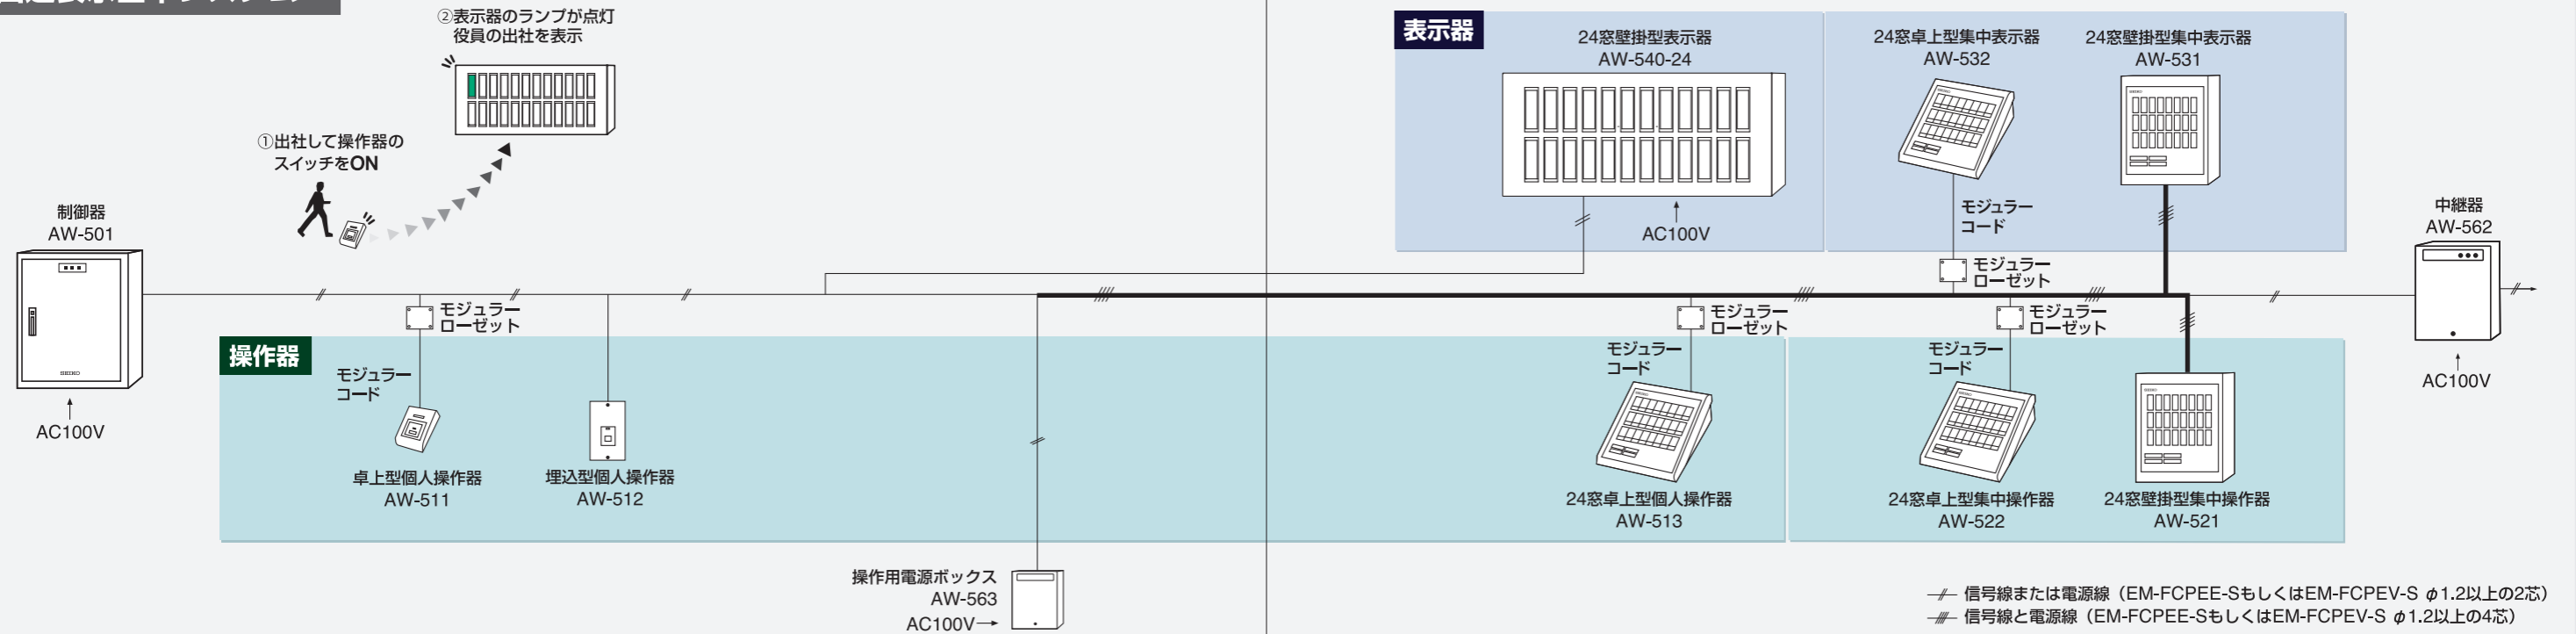 ②表示器のランプが点灯
役員の出社を表示
①出社して操作器の
スイッチをON
制御器
AW-501
SEIKO
AC100V
表示器
24窓壁掛型表示器
AW-540-24
AC100V
24窓卓上型集中表示器
AW-532
24窓壁掛型集中表示器
AW-531
モジュラー
コード
モジュラー
ローゼット
中継器
AW-562
AC100V
モジュラー
ローゼット
モジュラー
ローゼット
モジュラー
ローゼット
操作器
モジュラー
コード
卓上型個人操作器
AW-511
埋込型個人操作器
AW-512
モジュラー
コード
24窓卓上型個人操作器
AW-513
モジュラー
コード
24窓卓上型集中操作器
AW-522
24窓壁掛型集中操作器
AW-521
操作用電源ボックス
AW-563
AC100V
信号線または電源線（EM-FCPEE-SもしくはEM-FCPEV-S φ1.2以上の2芯）
信号線と電源線（EM-FCPEE-SもしくはEM-FCPEV-S φ1.2以上の4芯）